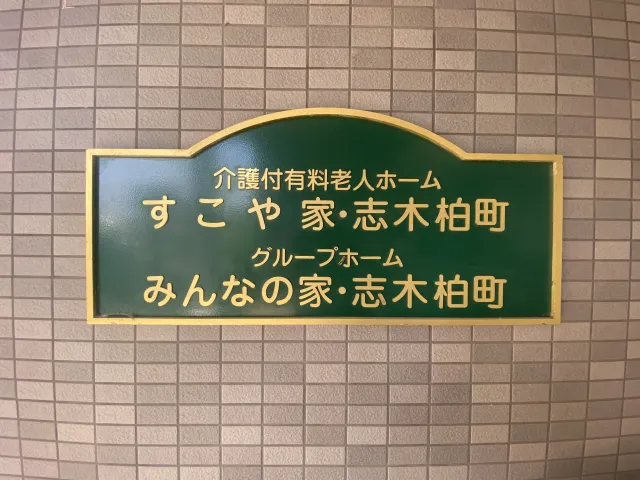 介護付有料老人ホーム
すこや家・志木柏町
グループホーム
みんなの家・志木柏町